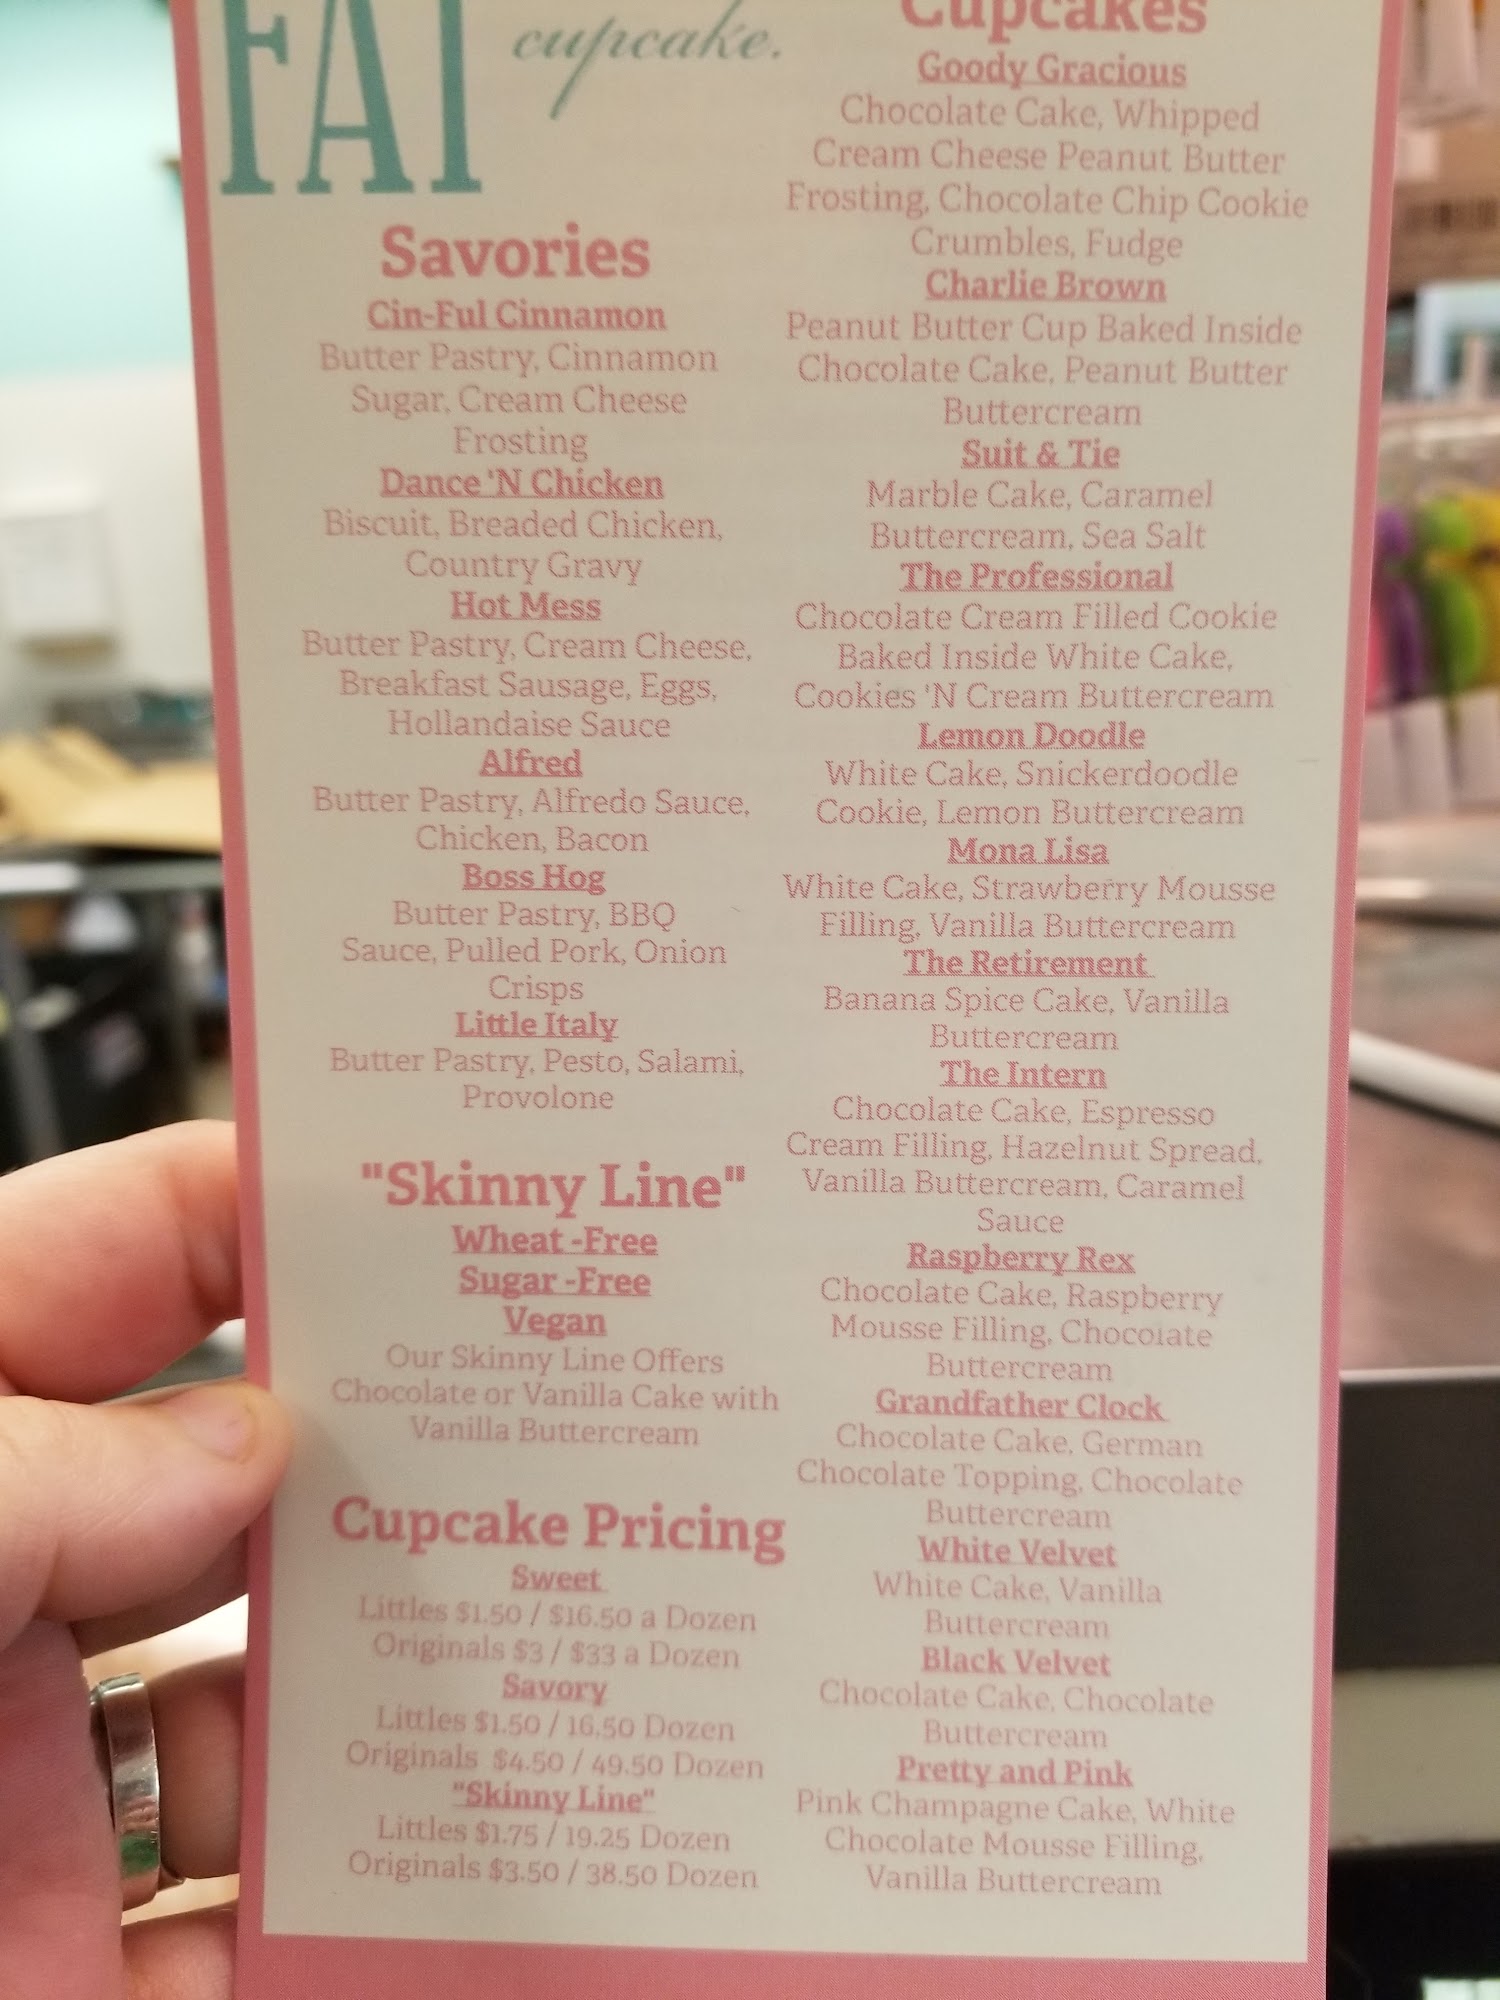 FAT cupcake.
Savories
Cin-Ful Cinnamon
Butter Pastry, Cinnamon
Sugar, Cream Cheese
Frosting
Dance 'N Chicken
Biscuit, Breaded Chicken,
Country Gravy
Hot Mess
Butter Pastry, Cream Cheese,
Breakfast Sausage, Eggs,
Hollandaise Sauce
Alfred
Butter Pastry, Alfredo Sauce,
Chicken, Bacon
Boss Hog
Butter Pastry, BBQ
Sauce, Pulled Pork, Onion
Crisps
Little Italy
Butter Pastry, Pesto, Salami,
Provolone
"Skinny Line"
Wheat -Free
Sugar -Free
Vegan
Our Skinny Line Offers
Chocolate or Vanilla Cake with
Vanilla Buttercream
Cupcake Pricing
Sweet
Littles $1.50 / $16.50 a Dozen
Originals $3 / $33 a Dozen
Savory
Littles $1.50 / 16.50 Dozen
Originals $4.50 / 49.50 Dozen
"Skinny Line"
Littles $1.75 / 19.25 Dozen
Originals $3.50 / 38.50 Dozen
Cupcakes
Goody Gracious
Chocolate Cake, Whipped
Cream Cheese Peanut Butter
Frosting, Chocolate Chip Cookie
Crumbles, Fudge
Charlie Brown
Peanut Butter Cup Baked Inside
Chocolate Cake, Peanut Butter
Buttercream
Suit & Tie
Marble Cake, Caramel
Buttercream, Sea Salt
The Professional
Chocolate Cream Filled Cookie
Baked Inside White Cake,
Cookies 'N Cream Buttercream
Lemon Doodle
White Cake, Snickerdoodle
Cookie, Lemon Buttercream
Mona Lisa
White Cake, Strawberry Mousse
Filling, Vanilla Buttercream
The Retirement
Banana Spice Cake, Vanilla
Buttercream
The Intern
Chocolate Cake, Espresso
Cream Filling, Hazelnut Spread,
Vanilla Buttercream, Caramel
Sauce
Raspberry Rex
Chocolate Cake, Raspberry
Mousse Filling, Chocolate
Buttercream
Grandfather Clock
Chocolate Cake, German
Chocolate Topping, Chocolate
Buttercream
White Velvet
White Cake, Vanilla
Buttercream
Black Velvet
Chocolate Cake, Chocolate
Buttercream
Pretty and Pink
Pink Champagne Cake, White
Chocolate Mousse Filling,
Vanilla Buttercream